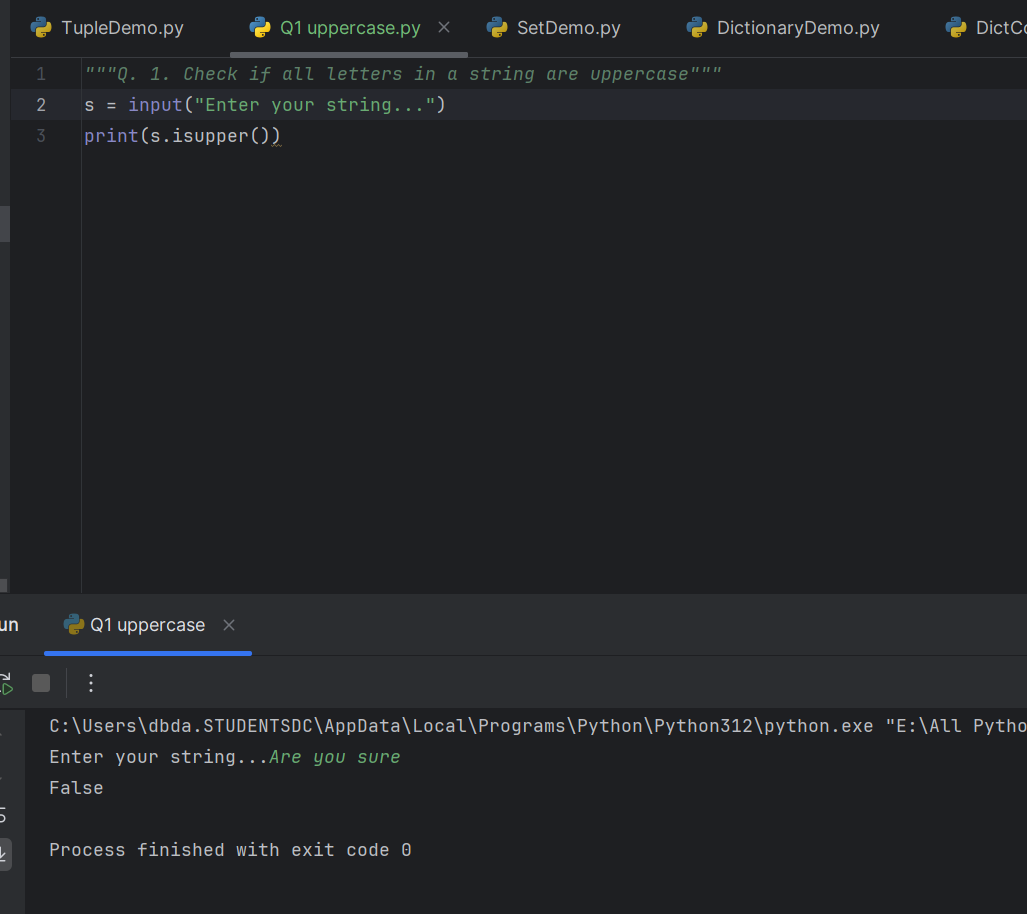 TupleDemo.py Q1 uppercase.py SetDemo.py DictionaryDemo.py DictCo
1 """Q. 1. Check if all letters in a string are uppercase"""
2 s = input("Enter your string...")
3 print(s.isupper())
un Q1 uppercase
C:\Users\dbda.STUDENTSDC\AppData\Local\Programs\Python\Python312\python.exe "E:\All Pytho
Enter your string...Are you sure
False
Process finished with exit code 0